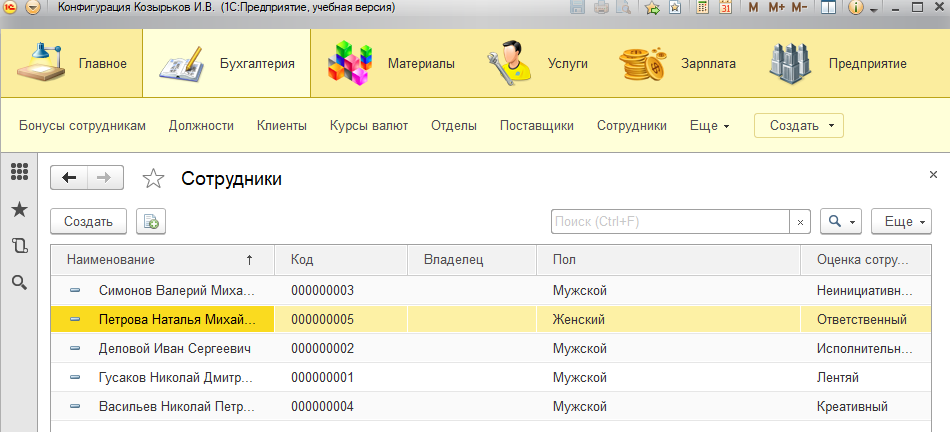 Конфигурация Козырьков И.В. (1С:Предприятие, учебная версия)
M M+ M-
Главное Бухгалтерия Материалы Услуги Зарплата Предприятие
Бонусы сотрудникам Должности Клиенты Курсы валют Отделы Поставщики Сотрудники Еще Создать
Сотрудники
Создать Поиск (Ctrl+F) Еще
Наименование Код Владелец Пол Оценка сотру...
Симонов Валерий Миха... 000000003 Мужской Неинициативн...
Петрова Наталья Михай... 000000005 Женский Ответственный
Деловой Иван Сергеевич 000000002 Мужской Исполнительн...
Гусаков Николай Дмитр... 000000001 Мужской Лентяй
Васильев Николай Петр... 000000004 Мужской Креативный